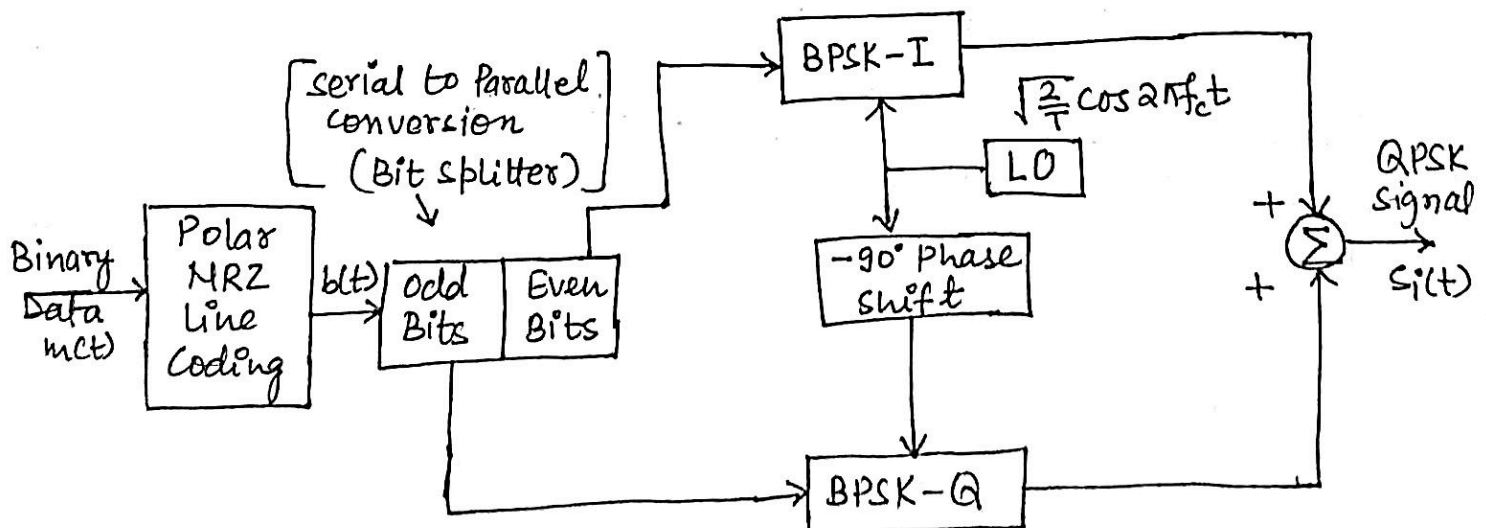 [Serial to Parallel
conversion
(Bit Splitter)]
BPSK-I
√2/T cos 2πfct
LO
QPSK
signal
Si(t)
+
Σ
+
-90° Phase
shift
Binary
Data
m(t)
Polar
NRZ
Line
Coding
b(t)
Odd
Bits
Even
Bits
BPSK-Q